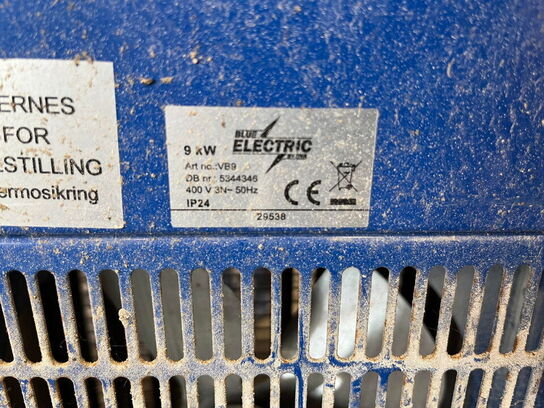 ERNES
FOR
STILLING
ermosikring
BLUE
ELECTRIC
9 kW
Art no.:VB9
DB nr.: 5344346
400 V 3N~ 50Hz
IP24
CE
29538